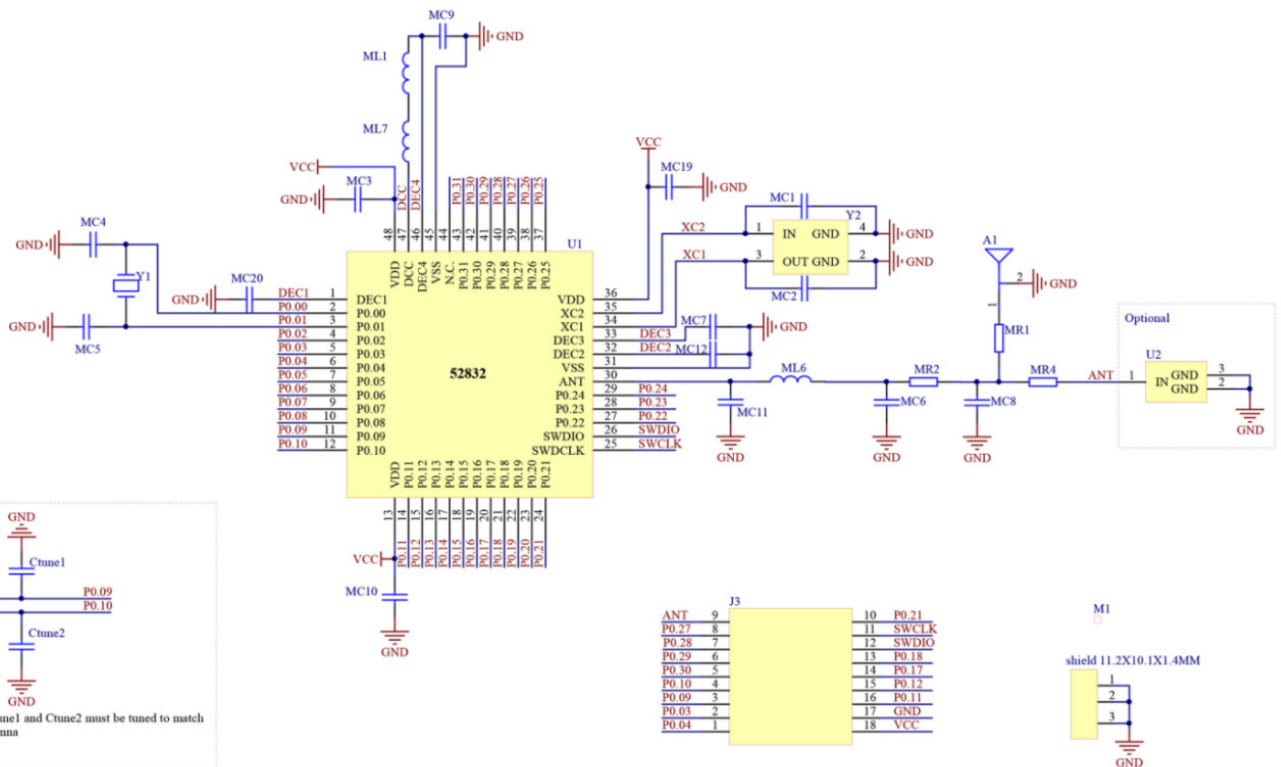 MC9
GND
ML1
ML7
VCC
MC3
GND
DCC
DEC4
P0.31
P0.30
P0.29
P0.28
P0.27
P0.26
P0.25
48
47
46
45
44
43
42
41
40
39
38
37
U1
VDD
DCC
DEC4
VSS
N.C.
P0.31
P0.30
P0.29
P0.28
P0.27
P0.26
P0.25
MC4
GND
Y1
GND
MC5
MC20
GND
DEC1 1 DEC1
P0.00 2 P0.00
P0.01 3 P0.01
P0.02 4 P0.02
P0.03 5 P0.03
P0.04 6 P0.04
P0.05 7 P0.05
P0.06 8 P0.06
P0.07 9 P0.07
P0.08 10 P0.08
P0.09 11 P0.09
P0.10 12 P0.10
52832
VDD 36
XC2 35
XC1 34
DEC3 33 DEC3
DEC2 32 DEC2
VSS 31
ANT 30
P0.24 29 P0.24
P0.23 28 P0.23
P0.22 27 P0.22
SWDIO 26 SWDIO
SWDCLK 25 SWCLK
VDD
P0.11
P0.12
P0.13
P0.14
P0.15
P0.16
P0.17
P0.18
P0.19
P0.20
P0.21
13
14
15
16
17
18
19
20
21
22
23
24
VCC
P0.11
P0.12
P0.13
P0.14
P0.15
P0.16
P0.17
P0.18
P0.19
P0.20
P0.21
MC10
GND
VCC
MC19
GND
MC1
Y2
XC2 1 IN GND 4 GND
XC1 3 OUT GND 2 GND
MC2
MC7
GND
MC12
ML6
MC11
GND
MR2
MC6
GND
MC8
GND
A1
2
GND
1
MR1
MR4
ANT
Optional
U2
1 IN GND 3
GND 2
GND
GND
Ctune1
P0.09
P0.10
Ctune2
GND
une1 and Ctune2 must be tuned to match
nna
J3
ANT 9 10 P0.21
P0.27 8 11 SWCLK
P0.28 7 12 SWDIO
P0.29 6 13 P0.18
P0.30 5 14 P0.17
P0.10 4 15 P0.12
P0.09 3 16 P0.11
P0.03 2 17 GND
P0.04 1 18 VCC
M1
shield 11.2X10.1X1.4MM
1
2
3
GND